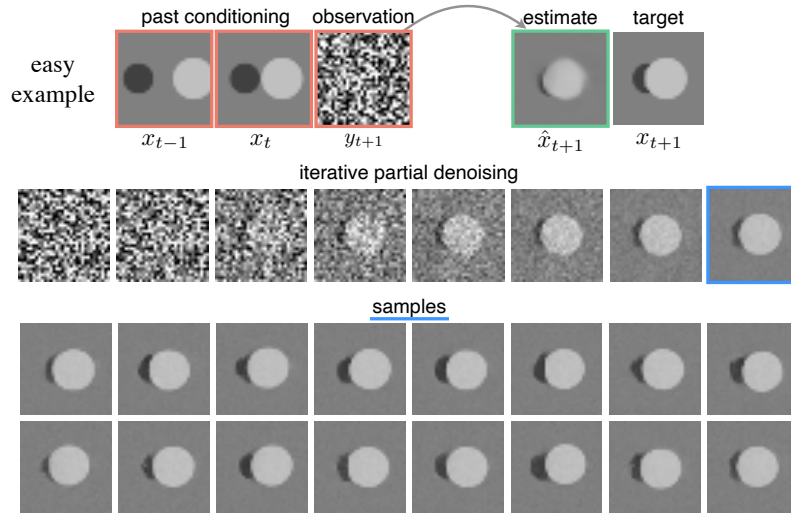 past conditioning observation estimate target
easy
example
x_{t−1} x_t y_{t+1} x̂_{t+1} x_{t+1}
iterative partial denoising
samples